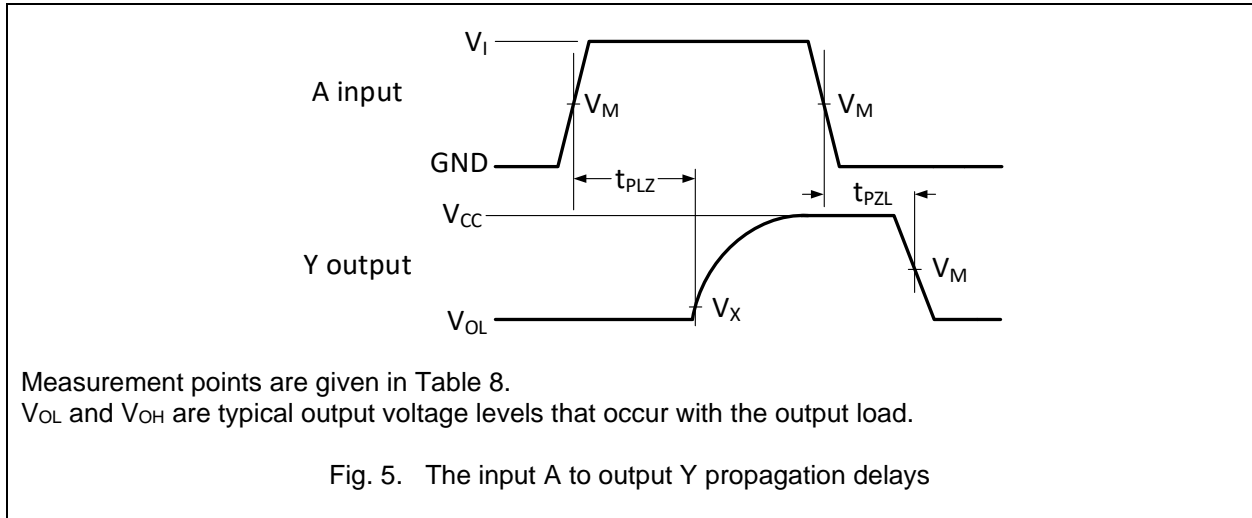 V_I
A input
V_M
V_M
GND
t_PLZ
t_PZL
V_CC
Y output
V_M
V_X
V_OL
Measurement points are given in Table 8.
V_OL and V_OH are typical output voltage levels that occur with the output load.
Fig. 5. The input A to output Y propagation delays